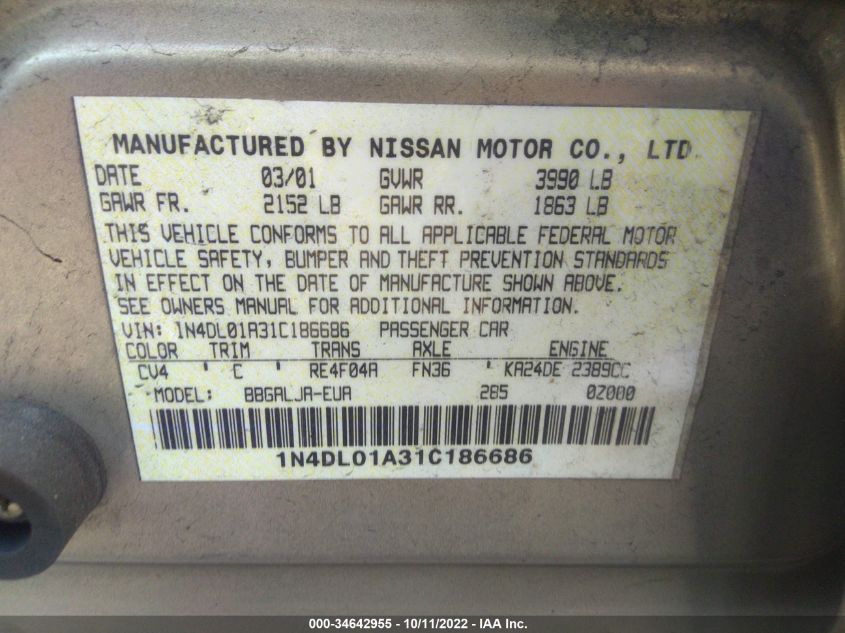 MANUFACTURED BY NISSAN MOTOR CO., LTD.
DATE 03/01 GVWR 3990 LB
GAWR FR. 2152 LB GAWR RR. 1863 LB
THIS VEHICLE CONFORMS TO ALL APPLICABLE FEDERAL MOTOR
VEHICLE SAFETY, BUMPER AND THEFT PREVENTION STANDARDS
IN EFFECT ON THE DATE OF MANUFACTURE SHOWN ABOVE.
SEE OWNERS MANUAL FOR ADDITIONAL INFORMATION.
VIN: 1N4DL01A31C186686 PASSENGER CAR
COLOR TRIM TRANS AXLE ENGINE
CV4 ' C ' RE4F04A FN36 ' KA24DE 2389CC
MODEL: BBGALJA-EUA 285 0Z000
1N4DL01A31C186686
000-34642955 - 10/11/2022 - IAA Inc.